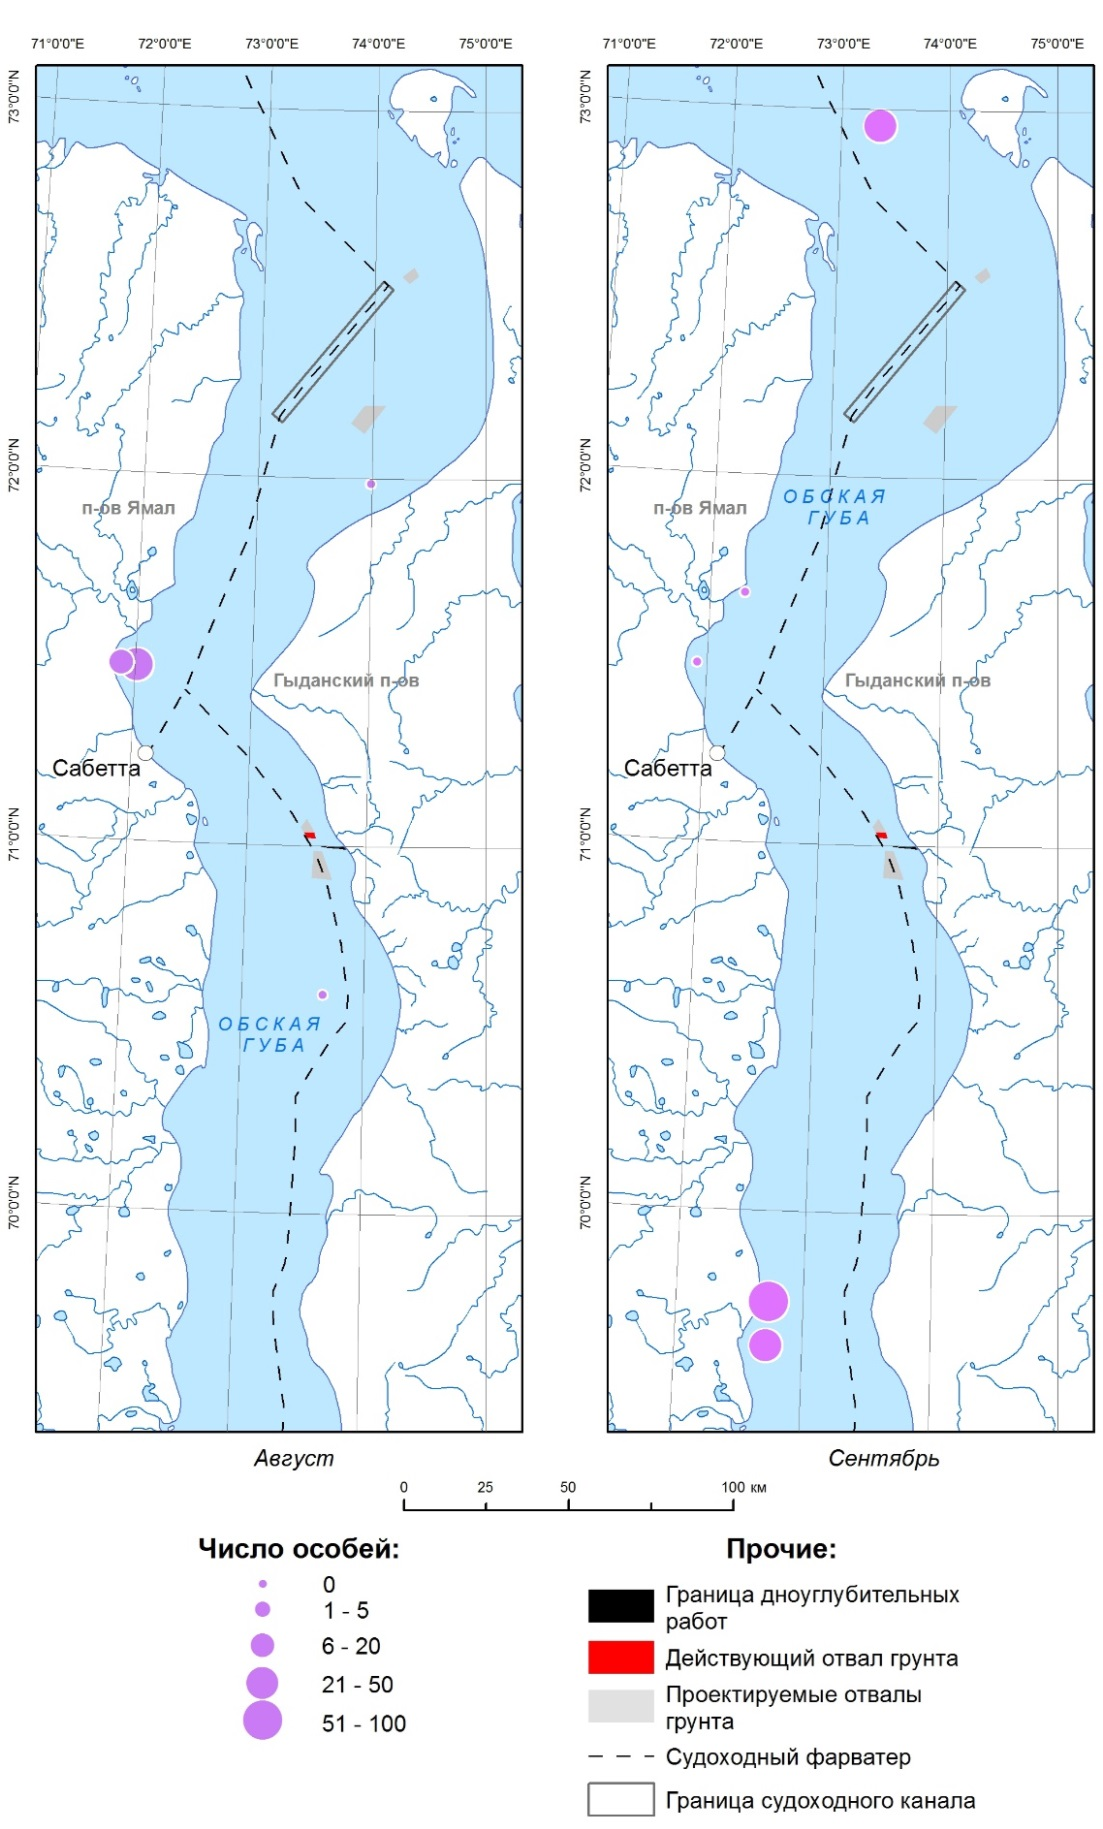 71°0'0"E 72°0'0"E 73°0'0"E 74°0'0"E 75°0'0"E
71°0'0"E 72°0'0"E 73°0'0"E 74°0'0"E 75°0'0"E
73°0'0"N
73°0'0"N
72°0'0"N
72°0'0"N
ОБСКАЯ
ГУБА
п-ов Ямал
п-ов Ямал
Гыданский п-ов
Гыданский п-ов
Сабетта
Сабетта
71°0'0"N
71°0'0"N
ОБСКАЯ
ГУБА
70°0'0"N
70°0'0"N
Август
Сентябрь
0 25 50 100 км
Число особей:
0
1 - 5
6 - 20
21 - 50
51 - 100
Прочие:
Граница дноуглубительных
работ
Действующий отвал грунта
Проектируемые отвалы
грунта
Судоходный фарватер
Граница судоходного канала